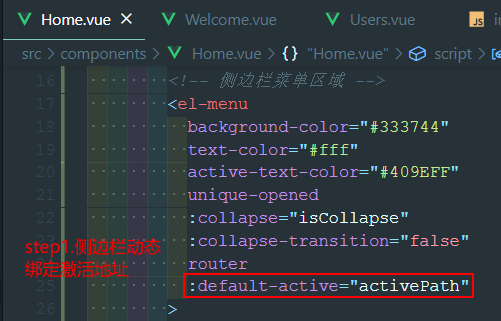 Home.vue × Welcome.vue Users.vue JS
src > components > Home.vue > {} "Home.vue" > script >
16 <!-- 侧边栏菜单区域 -->
17 <el-menu
18 background-color="#333744"
19 text-color="#fff"
20 active-text-color="#409EFF"
21 unique-opened
22 :collapse="isCollapse"
23 :collapse-transition="false"
24 router
25 :default-active="activePath"
26 >
step1.侧边栏动态
绑定激活地址